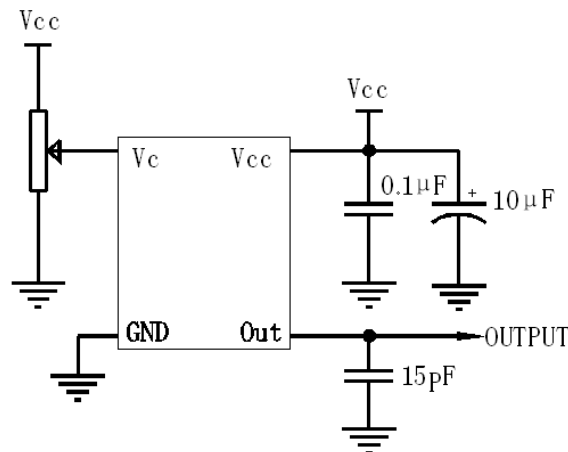 Vcc
Vcc
Vc
Vcc
0.1μF
+
10μF
GND
Out
OUTPUT
15pF